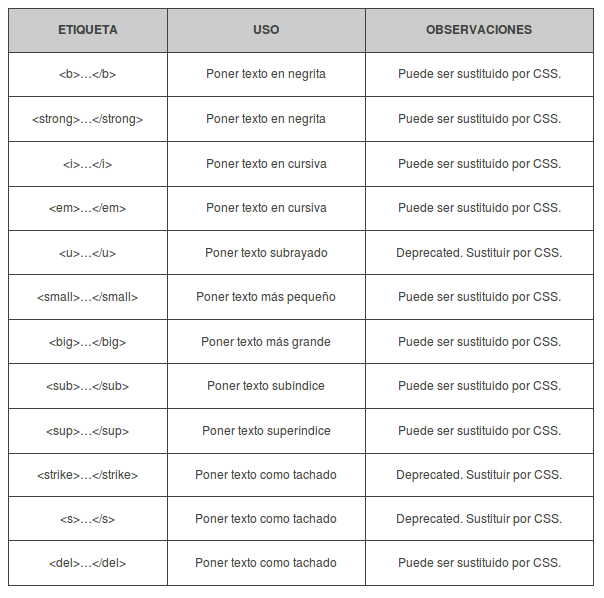 ETIQUETA USO OBSERVACIONES
<b>...</b> Poner texto en negrita Puede ser sustituido por CSS.
<strong>...</strong> Poner texto en negrita Puede ser sustituido por CSS.
<i>...</i> Poner texto en cursiva Puede ser sustituido por CSS.
<em>...</em> Poner texto en cursiva Puede ser sustituido por CSS.
<u>...</u> Poner texto subrayado Deprecated. Sustituir por CSS.
<small>...</small> Poner texto más pequeño Puede ser sustituido por CSS.
<big>...</big> Poner texto más grande Puede ser sustituido por CSS.
<sub>...</sub> Poner texto subíndice Puede ser sustituido por CSS.
<sup>...</sup> Poner texto superíndice Puede ser sustituido por CSS.
<strike>...</strike> Poner texto como tachado Deprecated. Sustituir por CSS.
<s>...</s> Poner texto como tachado Deprecated. Sustituir por CSS.
<del>...</del> Poner texto como tachado Puede ser sustituido por CSS.